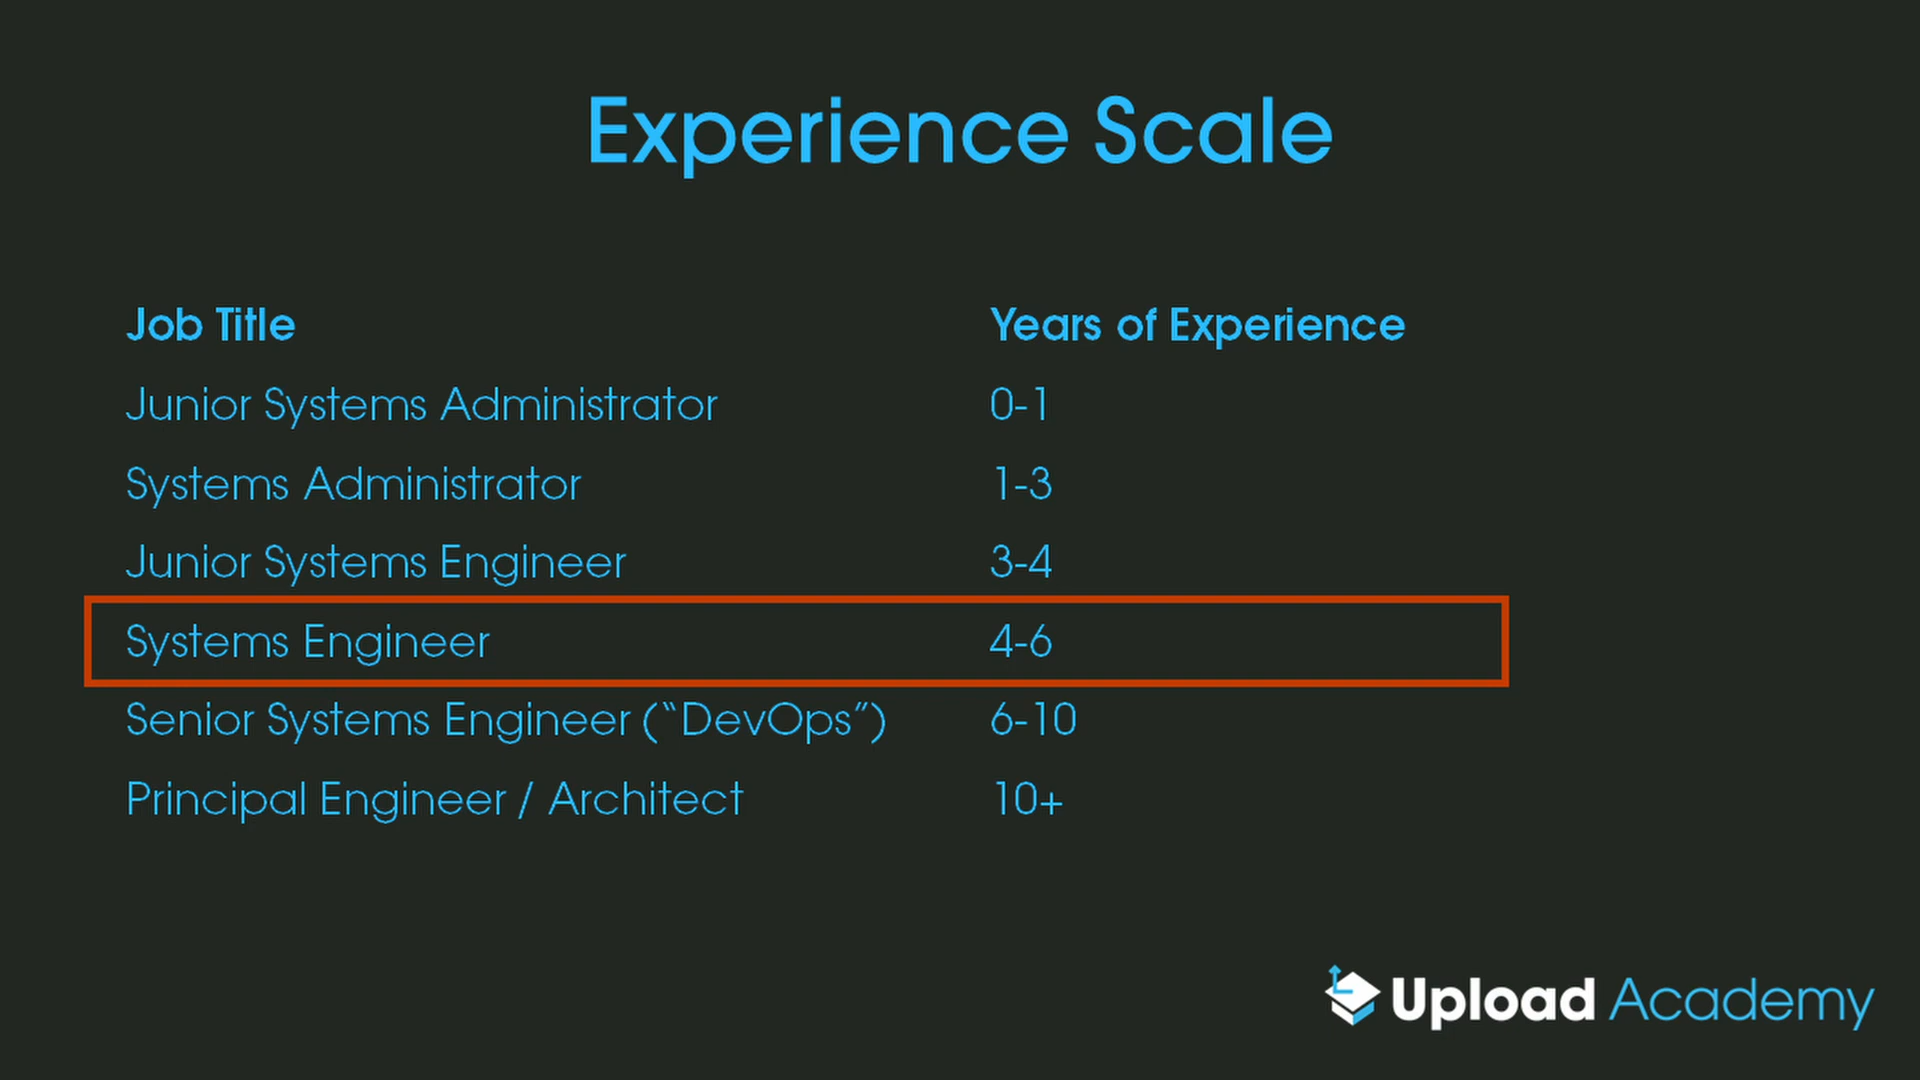 Experience Scale
Job Title Years of Experience
Junior Systems Administrator 0-1
Systems Administrator 1-3
Junior Systems Engineer 3-4
Systems Engineer 4-6
Senior Systems Engineer (“DevOps”) 6-10
Principal Engineer / Architect 10+
Upload Academy